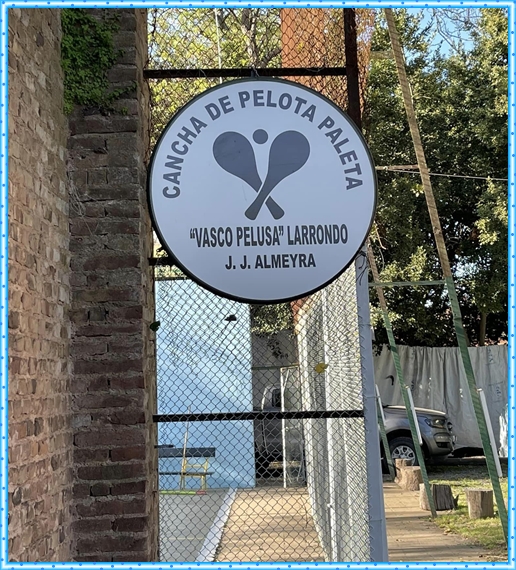 CANCHA DE PELOTA PALETA
“VASCO PELUSA” LARRONDO
J. J. ALMEYRA